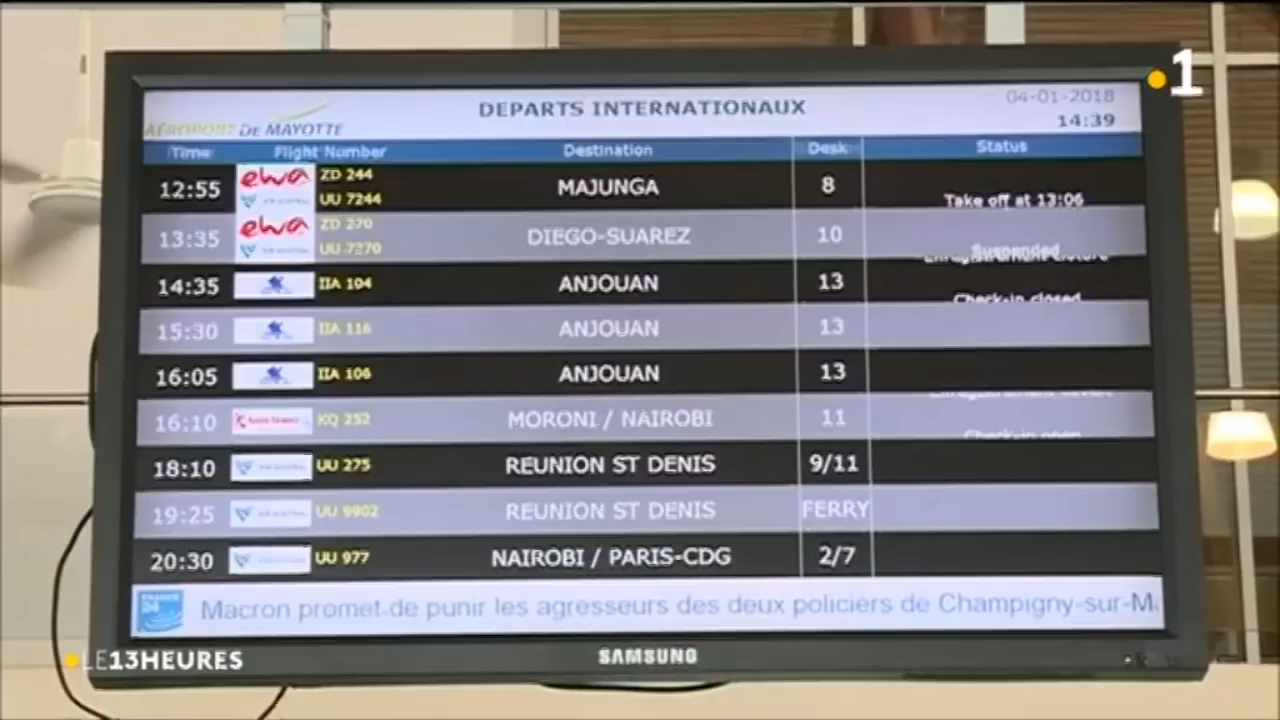 1
AÉROPORT DE MAYOTTE
DEPARTS INTERNATIONAUX
04-01-2018
14:39
Time Flight Number Destination Desk Status
12:55 ewa ZD 244 UU 7244 MAJUNGA 8 Take off at 13:06
13:35 ewa ZD 270 UU 7270 DIEGO-SUAREZ 10 Suspended
14:35 IIA 104 ANJOUAN 13 Check-in closed
15:30 IIA 116 ANJOUAN 13
16:05 IIA 106 ANJOUAN 13
16:10 KQ 252 MORONI / NAIROBI 11 Check-in open
18:10 UU 275 REUNION ST DENIS 9/11
19:25 UU 9902 REUNION ST DENIS FERRY
20:30 UU 977 NAIROBI / PARIS-CDG 2/7
FRANCE 24 Macron promet de punir les agresseurs des deux policiers de Champigny-sur-Ma
SAMSUNG
LE13HEURES